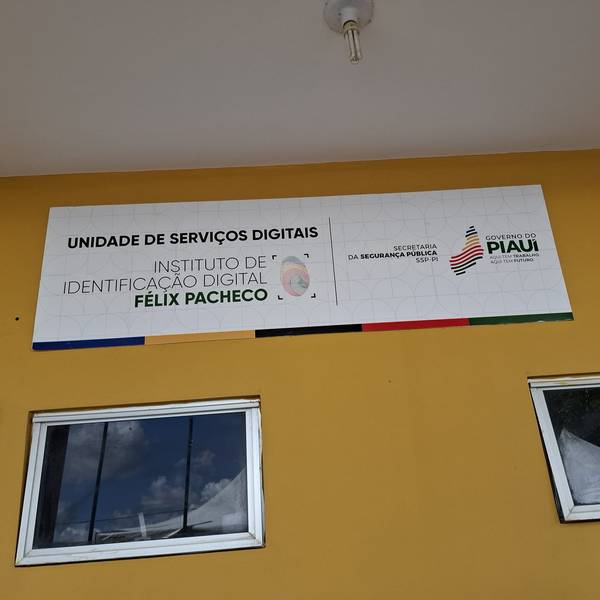 UNIDADE DE SERVIÇOS DIGITAIS
INSTITUTO DE
IDENTIFICAÇÃO DIGITAL
FÉLIX PACHECO
SECRETARIA
DA SEGURANÇA PÚBLICA
SSP-PI
GOVERNO DO
PIAUÍ
AQUI TEM TRABALHO
AQUI TEM FUTURO